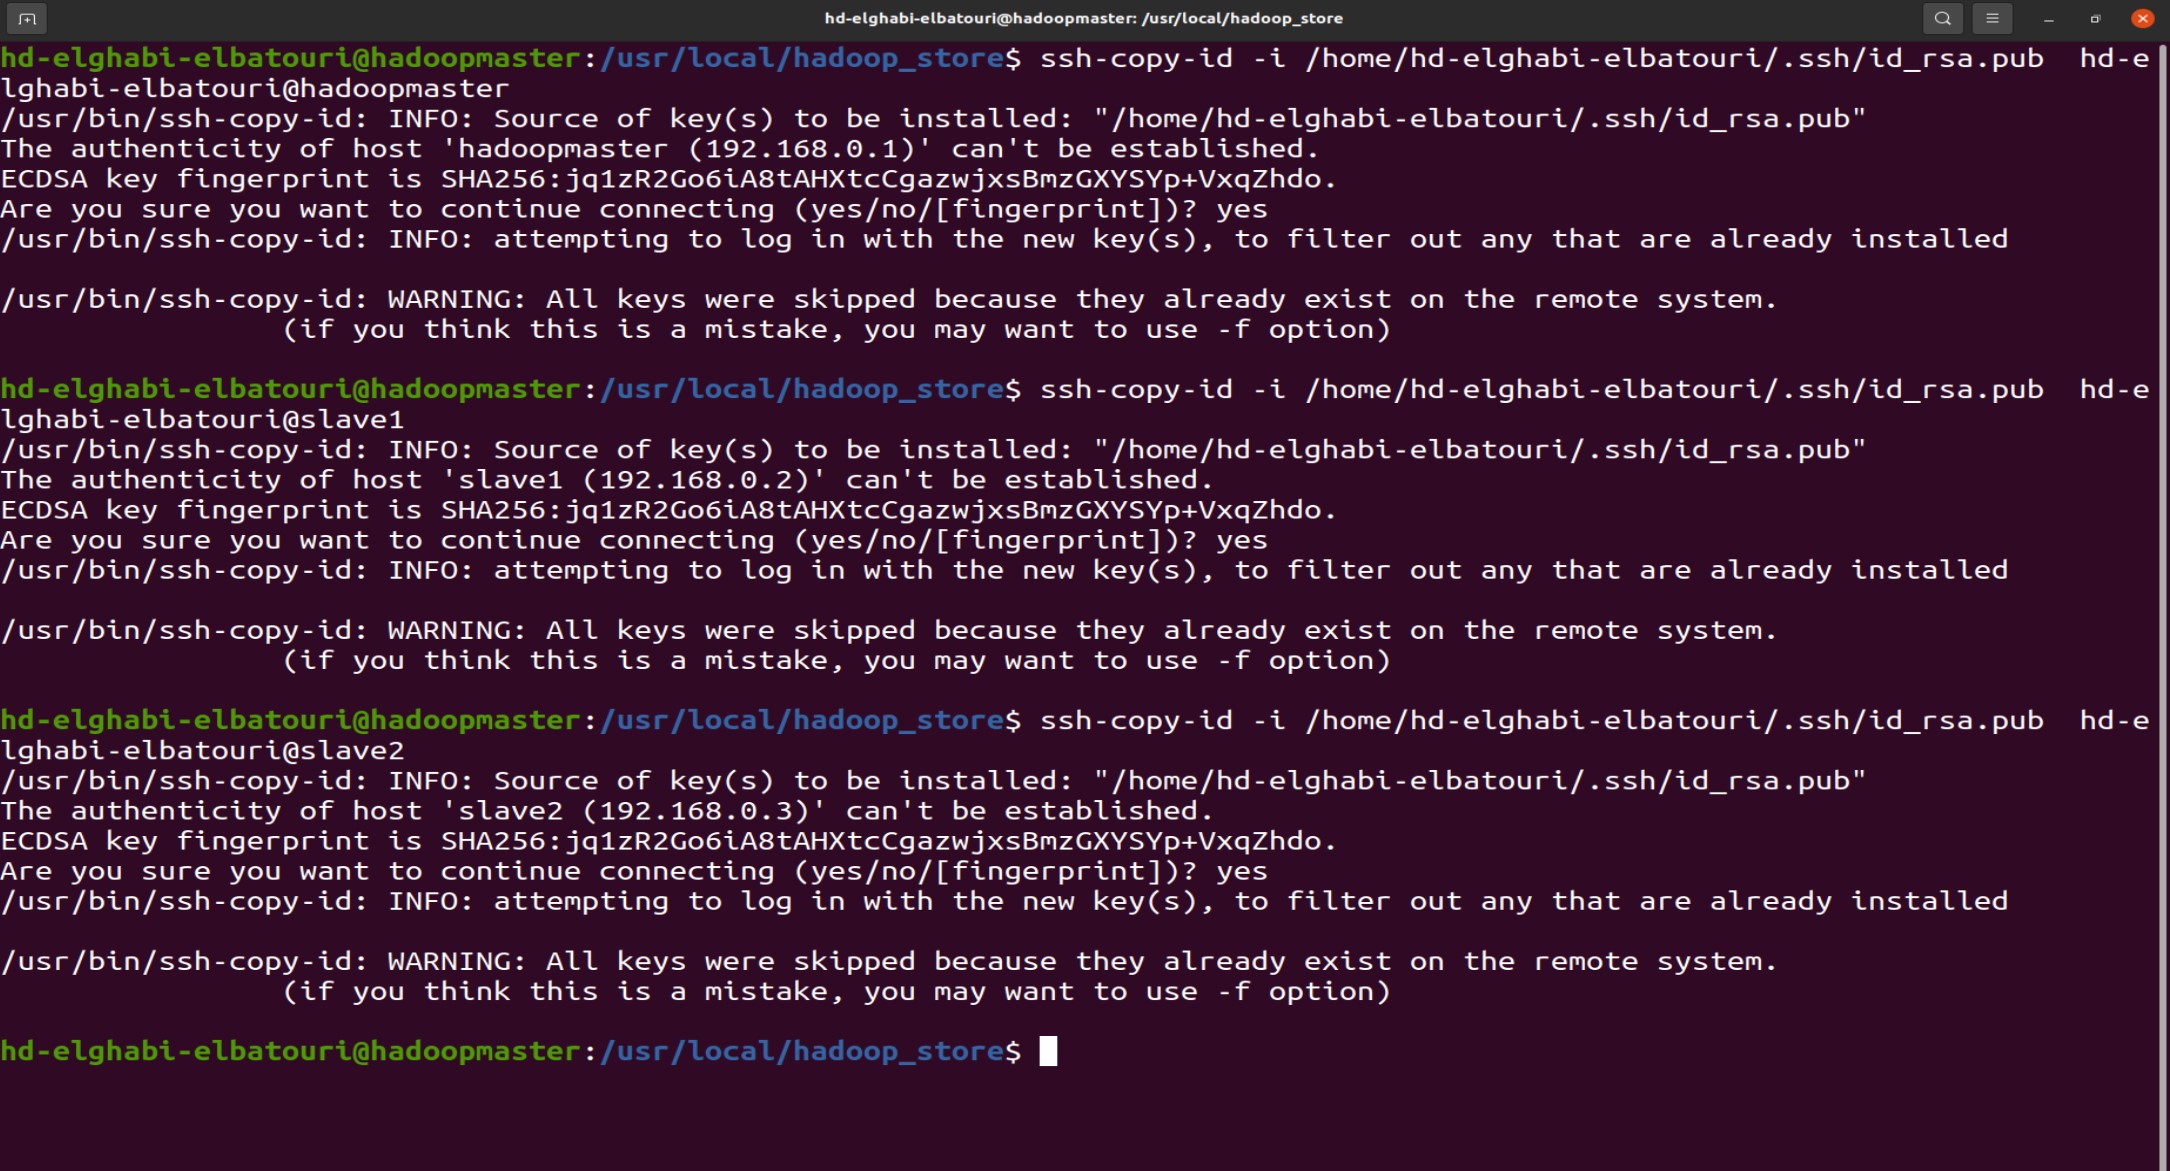 hd-elghabi-elbatouri@hadoopmaster: /usr/local/hadoop_store
hd-elghabi-elbatouri@hadoopmaster:/usr/local/hadoop_store$ ssh-copy-id -i /home/hd-elghabi-elbatouri/.ssh/id_rsa.pub  hd-e
lghabi-elbatouri@hadoopmaster
/usr/bin/ssh-copy-id: INFO: Source of key(s) to be installed: "/home/hd-elghabi-elbatouri/.ssh/id_rsa.pub"
The authenticity of host 'hadoopmaster (192.168.0.1)' can't be established.
ECDSA key fingerprint is SHA256:jq1zR2Go6iA8tAHXtcCgazwjxsBmzGXYSYp+VxqZhdo.
Are you sure you want to continue connecting (yes/no/[fingerprint])? yes
/usr/bin/ssh-copy-id: INFO: attempting to log in with the new key(s), to filter out any that are already installed
/usr/bin/ssh-copy-id: WARNING: All keys were skipped because they already exist on the remote system.
(if you think this is a mistake, you may want to use -f option)
hd-elghabi-elbatouri@hadoopmaster:/usr/local/hadoop_store$ ssh-copy-id -i /home/hd-elghabi-elbatouri/.ssh/id_rsa.pub  hd-e
lghabi-elbatouri@slave1
/usr/bin/ssh-copy-id: INFO: Source of key(s) to be installed: "/home/hd-elghabi-elbatouri/.ssh/id_rsa.pub"
The authenticity of host 'slave1 (192.168.0.2)' can't be established.
ECDSA key fingerprint is SHA256:jq1zR2Go6iA8tAHXtcCgazwjxsBmzGXYSYp+VxqZhdo.
Are you sure you want to continue connecting (yes/no/[fingerprint])? yes
/usr/bin/ssh-copy-id: INFO: attempting to log in with the new key(s), to filter out any that are already installed
/usr/bin/ssh-copy-id: WARNING: All keys were skipped because they already exist on the remote system.
(if you think this is a mistake, you may want to use -f option)
hd-elghabi-elbatouri@hadoopmaster:/usr/local/hadoop_store$ ssh-copy-id -i /home/hd-elghabi-elbatouri/.ssh/id_rsa.pub  hd-e
lghabi-elbatouri@slave2
/usr/bin/ssh-copy-id: INFO: Source of key(s) to be installed: "/home/hd-elghabi-elbatouri/.ssh/id_rsa.pub"
The authenticity of host 'slave2 (192.168.0.3)' can't be established.
ECDSA key fingerprint is SHA256:jq1zR2Go6iA8tAHXtcCgazwjxsBmzGXYSYp+VxqZhdo.
Are you sure you want to continue connecting (yes/no/[fingerprint])? yes
/usr/bin/ssh-copy-id: INFO: attempting to log in with the new key(s), to filter out any that are already installed
/usr/bin/ssh-copy-id: WARNING: All keys were skipped because they already exist on the remote system.
(if you think this is a mistake, you may want to use -f option)
hd-elghabi-elbatouri@hadoopmaster:/usr/local/hadoop_store$